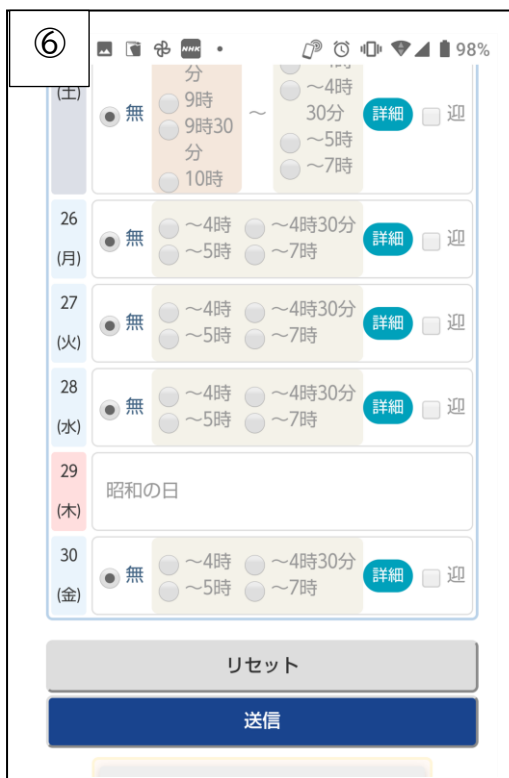 ⑥
NHK
98%
(土)
無
分
9時
9時30
分
10時
~
~4時
30分
~5時
~7時
詳細
迎
26
(月)
無
~4時
~4時30分
~5時
~7時
詳細
迎
27
(火)
無
~4時
~4時30分
~5時
~7時
詳細
迎
28
(水)
無
~4時
~4時30分
~5時
~7時
詳細
迎
29
(木)
昭和の日
30
(金)
無
~4時
~4時30分
~5時
~7時
詳細
迎
リセット
送信